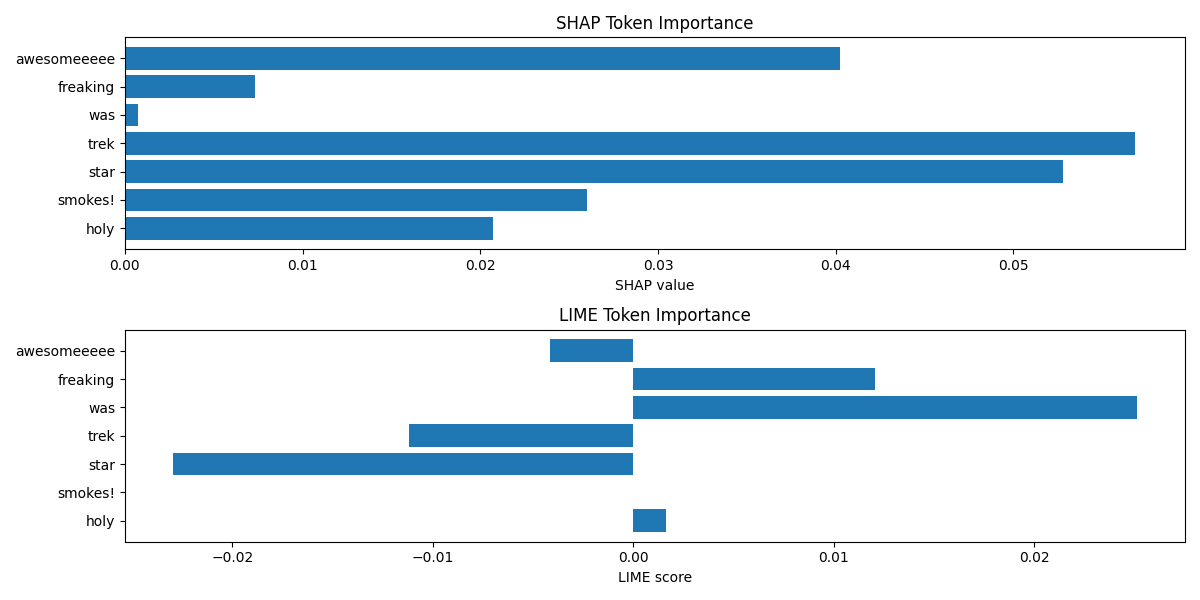 SHAP Token Importance
awesomeeeee
freaking
was
trek
star
smokes!
holy
0.00 0.01 0.02 0.03 0.04 0.05
SHAP value
LIME Token Importance
awesomeeeee
freaking
was
trek
star
smokes!
holy
−0.02 −0.01 0.00 0.01 0.02
LIME score